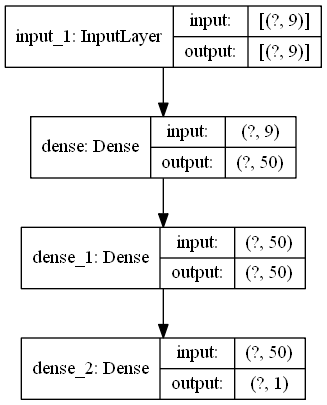 input_1: InputLayer
input: [(?, 9)]
output: [(?, 9)]
dense: Dense
input: (?, 9)
output: (?, 50)
dense_1: Dense
input: (?, 50)
output: (?, 50)
dense_2: Dense
input: (?, 50)
output: (?, 1)